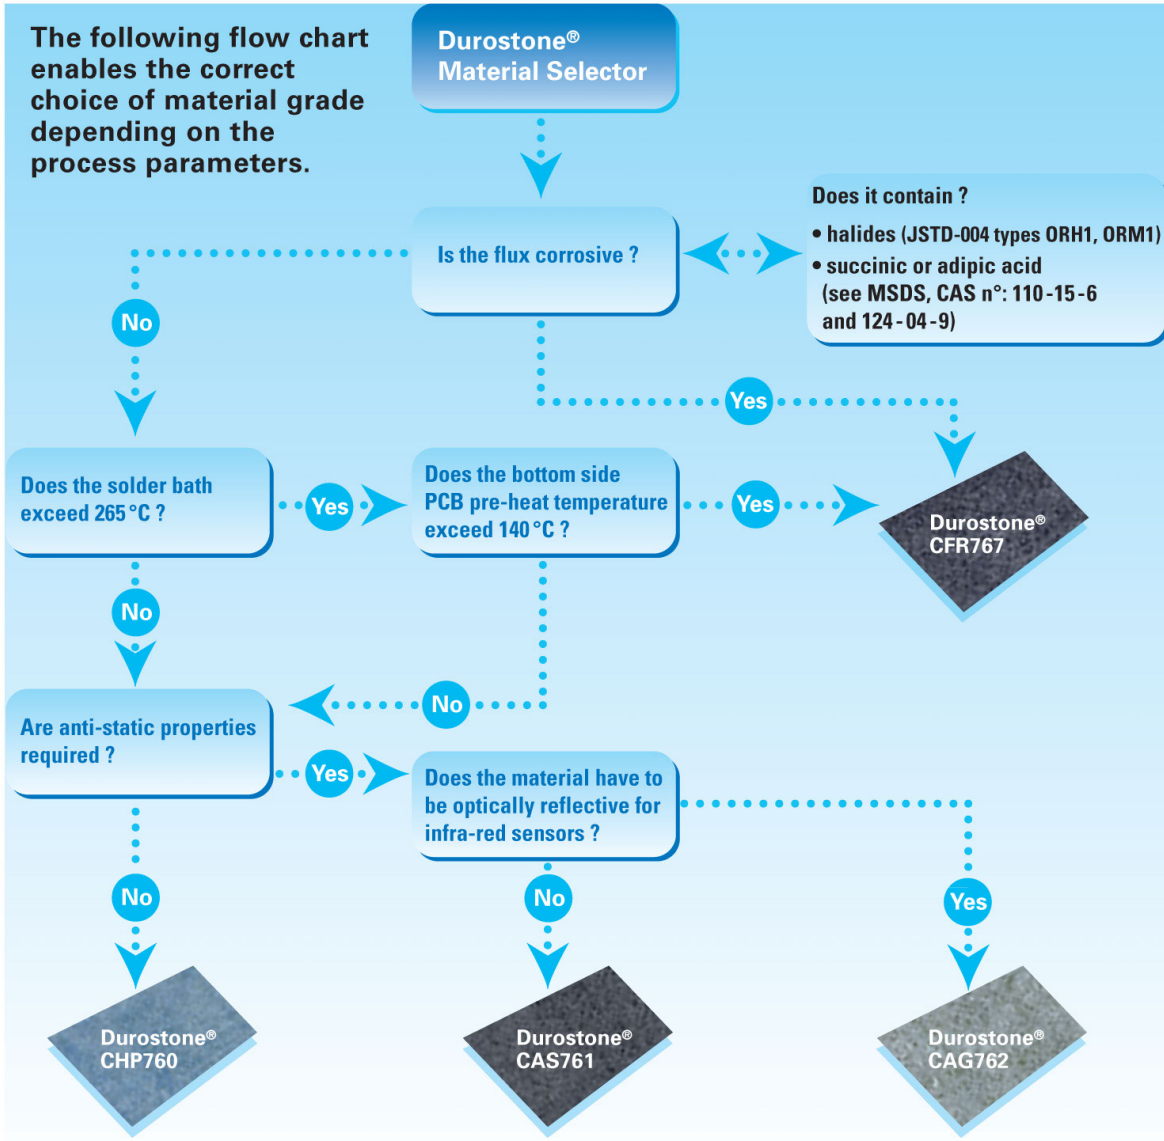 The following flow chart
enables the correct
choice of material grade
depending on the
process parameters.
Durostone®
Material Selector
Is the flux corrosive ?
Does it contain ?
• halides (JSTD-004 types ORH1, ORM1)
• succinic or adipic acid
(see MSDS, CAS n°: 110-15-6
and 124-04-9)
No
Yes
Does the solder bath
exceed 265°C ?
Yes
Does the bottom side
PCB pre-heat temperature
exceed 140°C ?
Yes
Durostone®
CFR767
No
No
Are anti-static properties
required ?
Yes
Does the material have to
be optically reflective for
infra-red sensors ?
No
No
Yes
Durostone®
CHP760
Durostone®
CAS761
Durostone®
CAG762